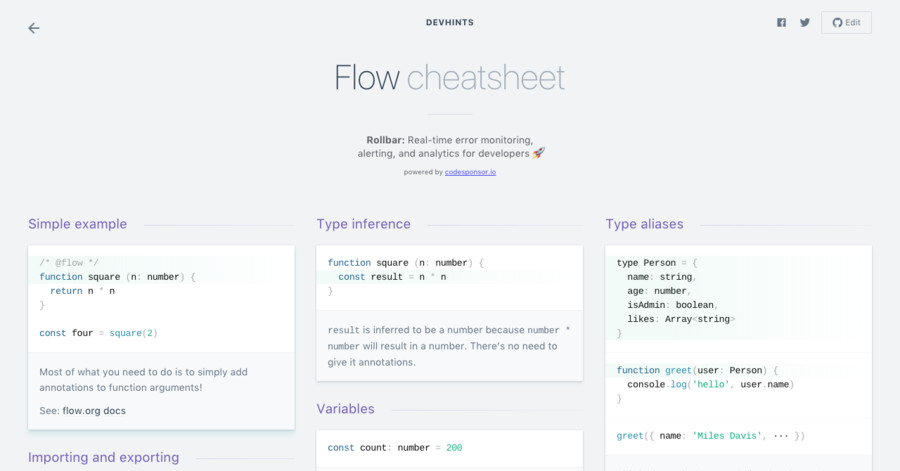 DEVHINTS
Edit
Flow cheatsheet
Rollbar: Real-time error monitoring,
alerting, and analytics for developers 🚀
powered by codesponsor.io
Simple example
/* @flow */
function square (n: number) {
  return n * n
}
const four = square(2)
Most of what you need to do is to simply add
annotations to function arguments!
See: flow.org docs
Importing and exporting
Type inference
function square (n: number) {
  const result = n * n
}
result is inferred to be a number because number *
number will result in a number. There's no need to
give it annotations.
Variables
const count: number = 200
Type aliases
type Person = {
  name: string,
  age: number,
  isAdmin: boolean,
  likes: Array<string>
}
function greet(user: Person) {
  console.log('hello', user.name)
}
greet({ name: 'Miles Davis', ··· })